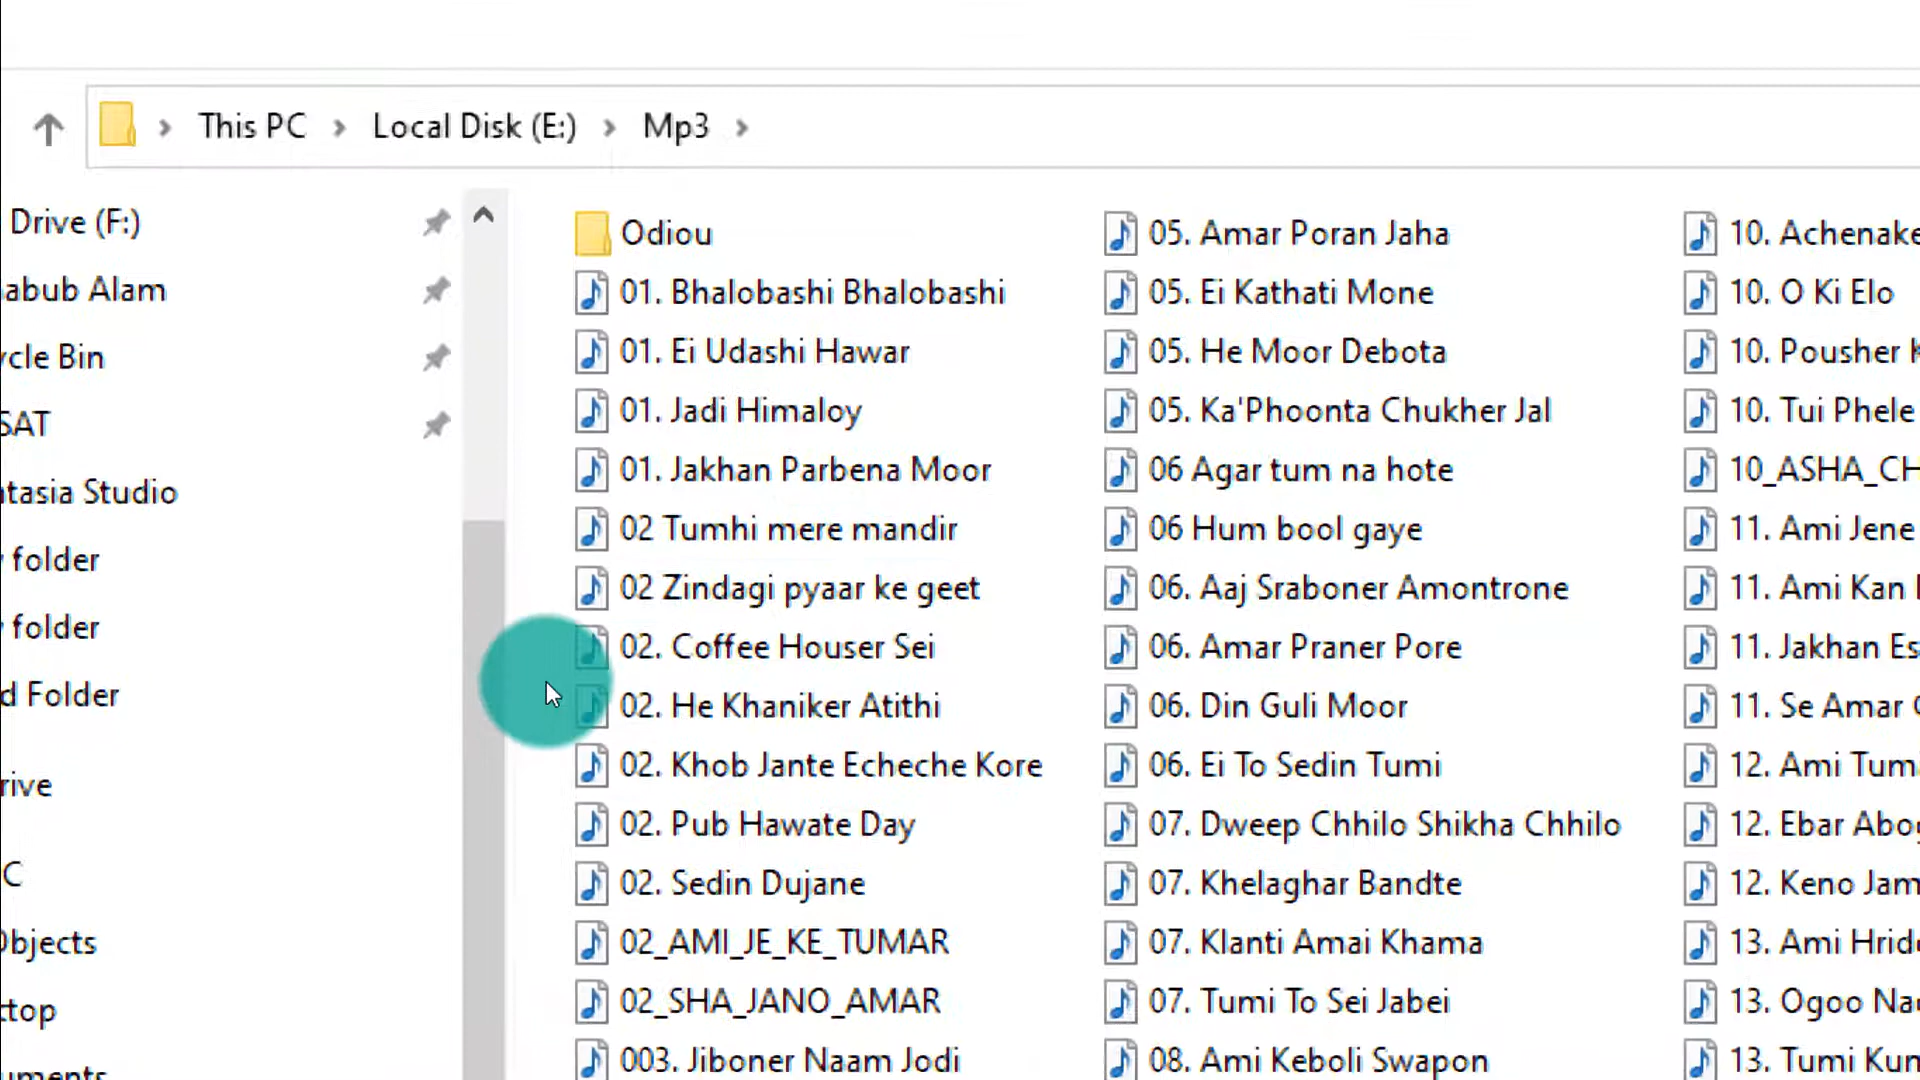 This PC > Local Disk (E:) > Mp3 >
Drive (F:)
abub Alam
ycle Bin
SAT
ntasia Studio
folder
folder
d Folder
rive
C
Objects
ktop
uments
Odiou
01. Bhalobashi Bhalobashi
01. Ei Udashi Hawar
01. Jadi Himaloy
01. Jakhan Parbena Moor
02 Tumhi mere mandir
02 Zindagi pyaar ke geet
02. Coffee Houser Sei
02. He Khaniker Atithi
02. Khob Jante Echeche Kore
02. Pub Hawate Day
02. Sedin Dujane
02_AMI_JE_KE_TUMAR
02_SHA_JANO_AMAR
003. Jiboner Naam Jodi
05. Amar Poran Jaha
05. Ei Kathati Mone
05. He Moor Debota
05. Ka'Phoonta Chukher Jal
06 Agar tum na hote
06 Hum bool gaye
06. Aaj Sraboner Amontrone
06. Amar Praner Pore
06. Din Guli Moor
06. Ei To Sedin Tumi
07. Dweep Chhilo Shikha Chhilo
07. Khelaghar Bandte
07. Klanti Amai Khama
07. Tumi To Sei Jabei
08. Ami Keboli Swapon
10. Achenake
10. O Ki Elo
10. Pousher K
10. Tui Phele
10_ASHA_CH
11. Ami Jene
11. Ami Kan
11. Jakhan Es
11. Se Amar
12. Ami Tum
12. Ebar Abo
12. Keno Jam
13. Ami Hrid
13. Ogoo Na
13. Tumi Kun